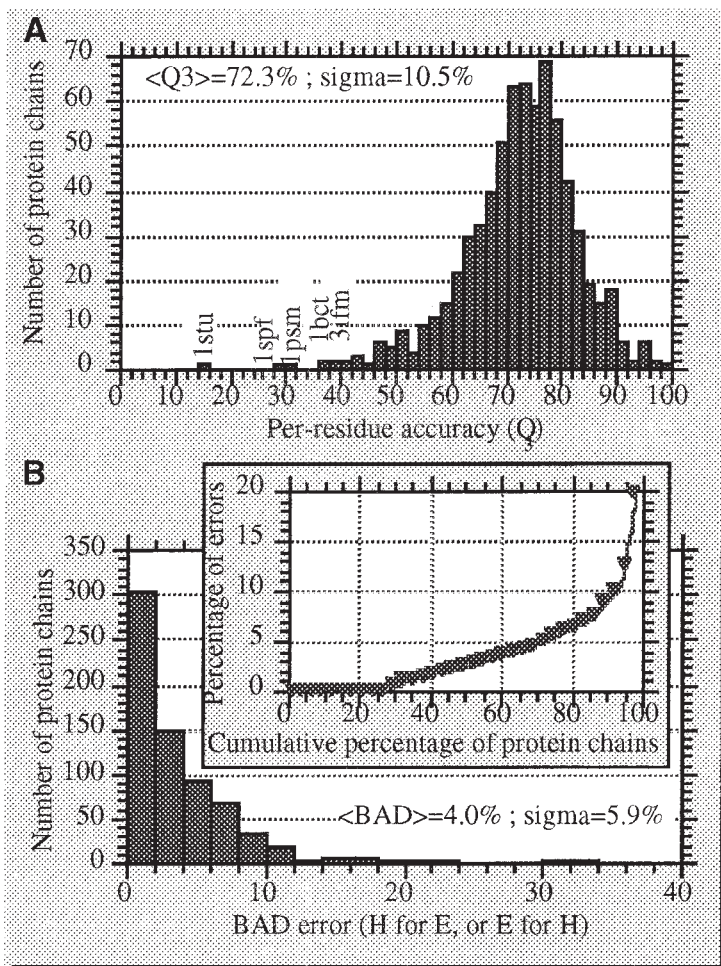 A
<Q3>=72.3% ; sigma=10.5%
Number of protein chains
70
60
50
40
30
20
10
0
1stu
1spf
1psm
1bct
3ifm
0 10 20 30 40 50 60 70 80 90 100
Per-residue accuracy (Q3)
B
Number of protein chains
350
300
250
200
150
100
50
0
Percentage of errors
20
15
10
5
0
0 20 40 60 80 100
Cumulative percentage of protein chains
<BAD>=4.0% ; sigma=5.9%
0 10 20 30 40
BAD error (H for E, or E for H)